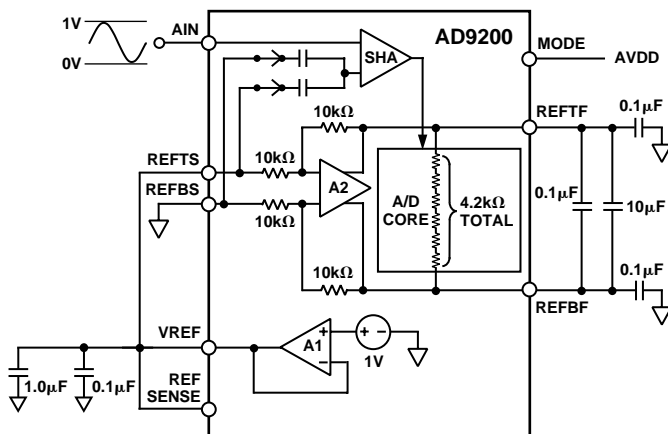 1V
0V
AIN
AD9200
SHA
MODE
AVDD
0.1µF
10kΩ
REFTF
REFTS
10kΩ
REFBS
A2
10kΩ
A/D
CORE
4.2kΩ
TOTAL
0.1µF
10µF
10kΩ
0.1µF
REFBF
VREF
+
−
A1
+ −
1V
1.0µF
0.1µF
REF
SENSE